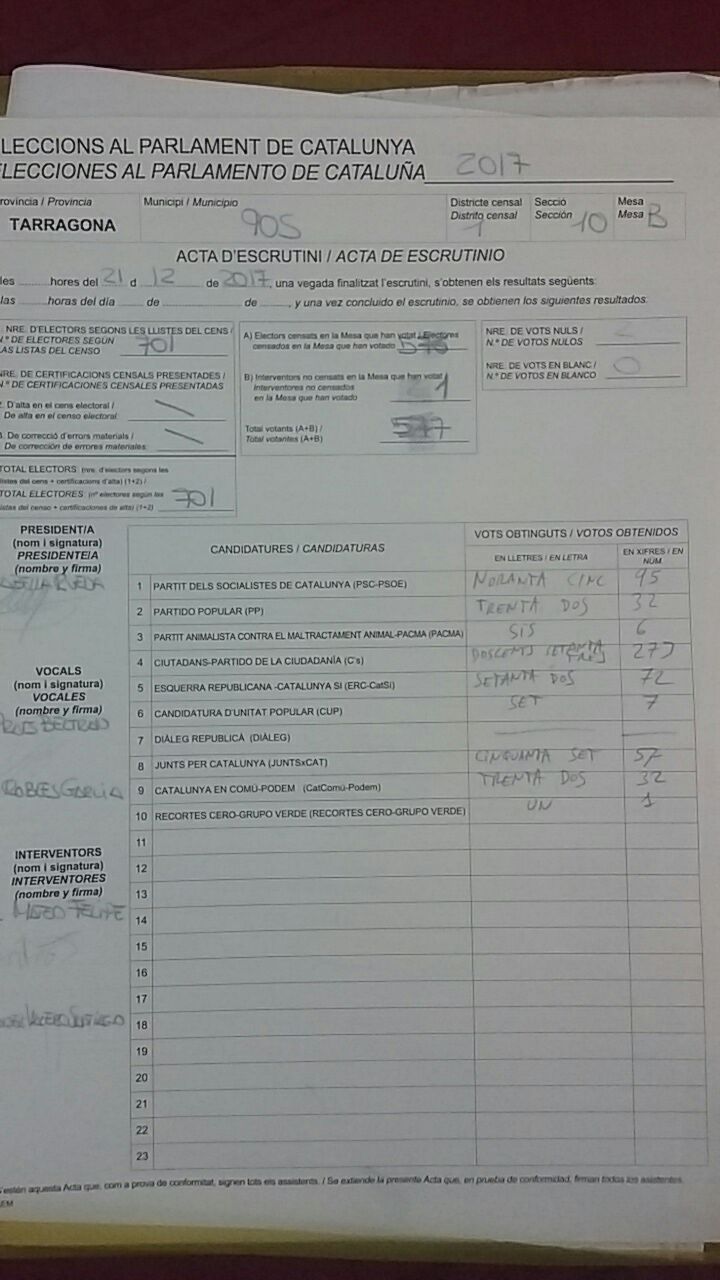 LECCIONS AL PARLAMENT DE CATALUNYA
ELECCIONES AL PARLAMENTO DE CATALUÑA 2017
rovíncia / Provincia
TARRAGONA
Municipi / Municipio
905
Districte censal
Distrito censal
1
Secció
Sección 10
Mesa
Mesa B
ACTA D'ESCRUTINI / ACTA DE ESCRUTINIO
les ..........hores del 21 d 12 de 2017, una vegada finalitzat l'escrutini, s'obtenen els resultats següents:
las ..........horas del día ...... de ...................... de ......, y una vez concluido el escrutinio, se obtienen los siguientes resultados:
NRE. D'ELECTORS SEGONS LES LLISTES DEL CENS /
N.º DE ELECTORES SEGÚN
LAS LISTAS DEL CENSO 701
NRE. DE CERTIFICACIONS CENSALS PRESENTADES /
N.º DE CERTIFICACIONES CENSALES PRESENTADAS
D'alta en el cens electoral /
De alta en el censo electoral:
De correcció d'errors materials /
De corrección de errores materiales:
TOTAL ELECTORS: (nre. d'electors segons les
listes del cens + certificacions d'alta) (1+2) /
TOTAL ELECTORES: (nº electores según las
istas del censo + certificaciones de alta) (1+2) 701
A) Electors censats en la Mesa que han votat / Electores
censados en la Mesa que han votado
B) Interventors no censats en la Mesa que han votat /
Interventores no censados
en la Mesa que han votado 1
Total votants (A+B) /
Total votantes (A+B)
NRE. DE VOTS NULS /
N.º DE VOTOS NULOS
NRE. DE VOTS EN BLANC /
N.º DE VOTOS EN BLANCO 0
PRESIDENT/A
(nom i signatura)
PRESIDENTE/A
(nombre y firma)
RUEDA
VOCALS
(nom i signatura)
VOCALES
(nombre y firma)
BELTRAN
ROBLES GARCIA
INTERVENTORS
(nom i signatura)
INTERVENTORES
(nombre y firma)
MATEO FELIPE
CANDIDATURES / CANDIDATURAS
VOTS OBTINGUTS / VOTOS OBTENIDOS
EN LLETRES / EN LETRA
EN XIFRES / EN NÚM.
1 PARTIT DELS SOCIALISTES DE CATALUNYA (PSC-PSOE) NORANTA CINC 95
2 PARTIDO POPULAR (PP) TRENTA DOS 32
3 PARTIT ANIMALISTA CONTRA EL MALTRACTAMENT ANIMAL-PACMA (PACMA) SIS 6
4 CIUTADANS-PARTIDO DE LA CIUDADANÍA (C's) DOSCENTS SETANTA TRES 273
5 ESQUERRA REPUBLICANA -CATALUNYA SI (ERC-CatSí) SETANTA DOS 72
6 CANDIDATURA D'UNITAT POPULAR (CUP) SET 7
7 DIÀLEG REPUBLICÀ (DIÀLEG)
8 JUNTS PER CATALUNYA (JUNTSxCAT) CINQUANTA SET 57
9 CATALUNYA EN COMÚ-PODEM (CatComú-Podem) TRENTA DOS 32
10 RECORTES CERO-GRUPO VERDE (RECORTES CERO-GRUPO VERDE) UN 1
11
12
13
14
15
16
17
18
19
20
21
22
23
S'estén aquesta Acta que, com a prova de conformitat, signen tots els assistents. / Se extiende la presente Acta que, en prueba de conformidad, firman todos los asistentes.